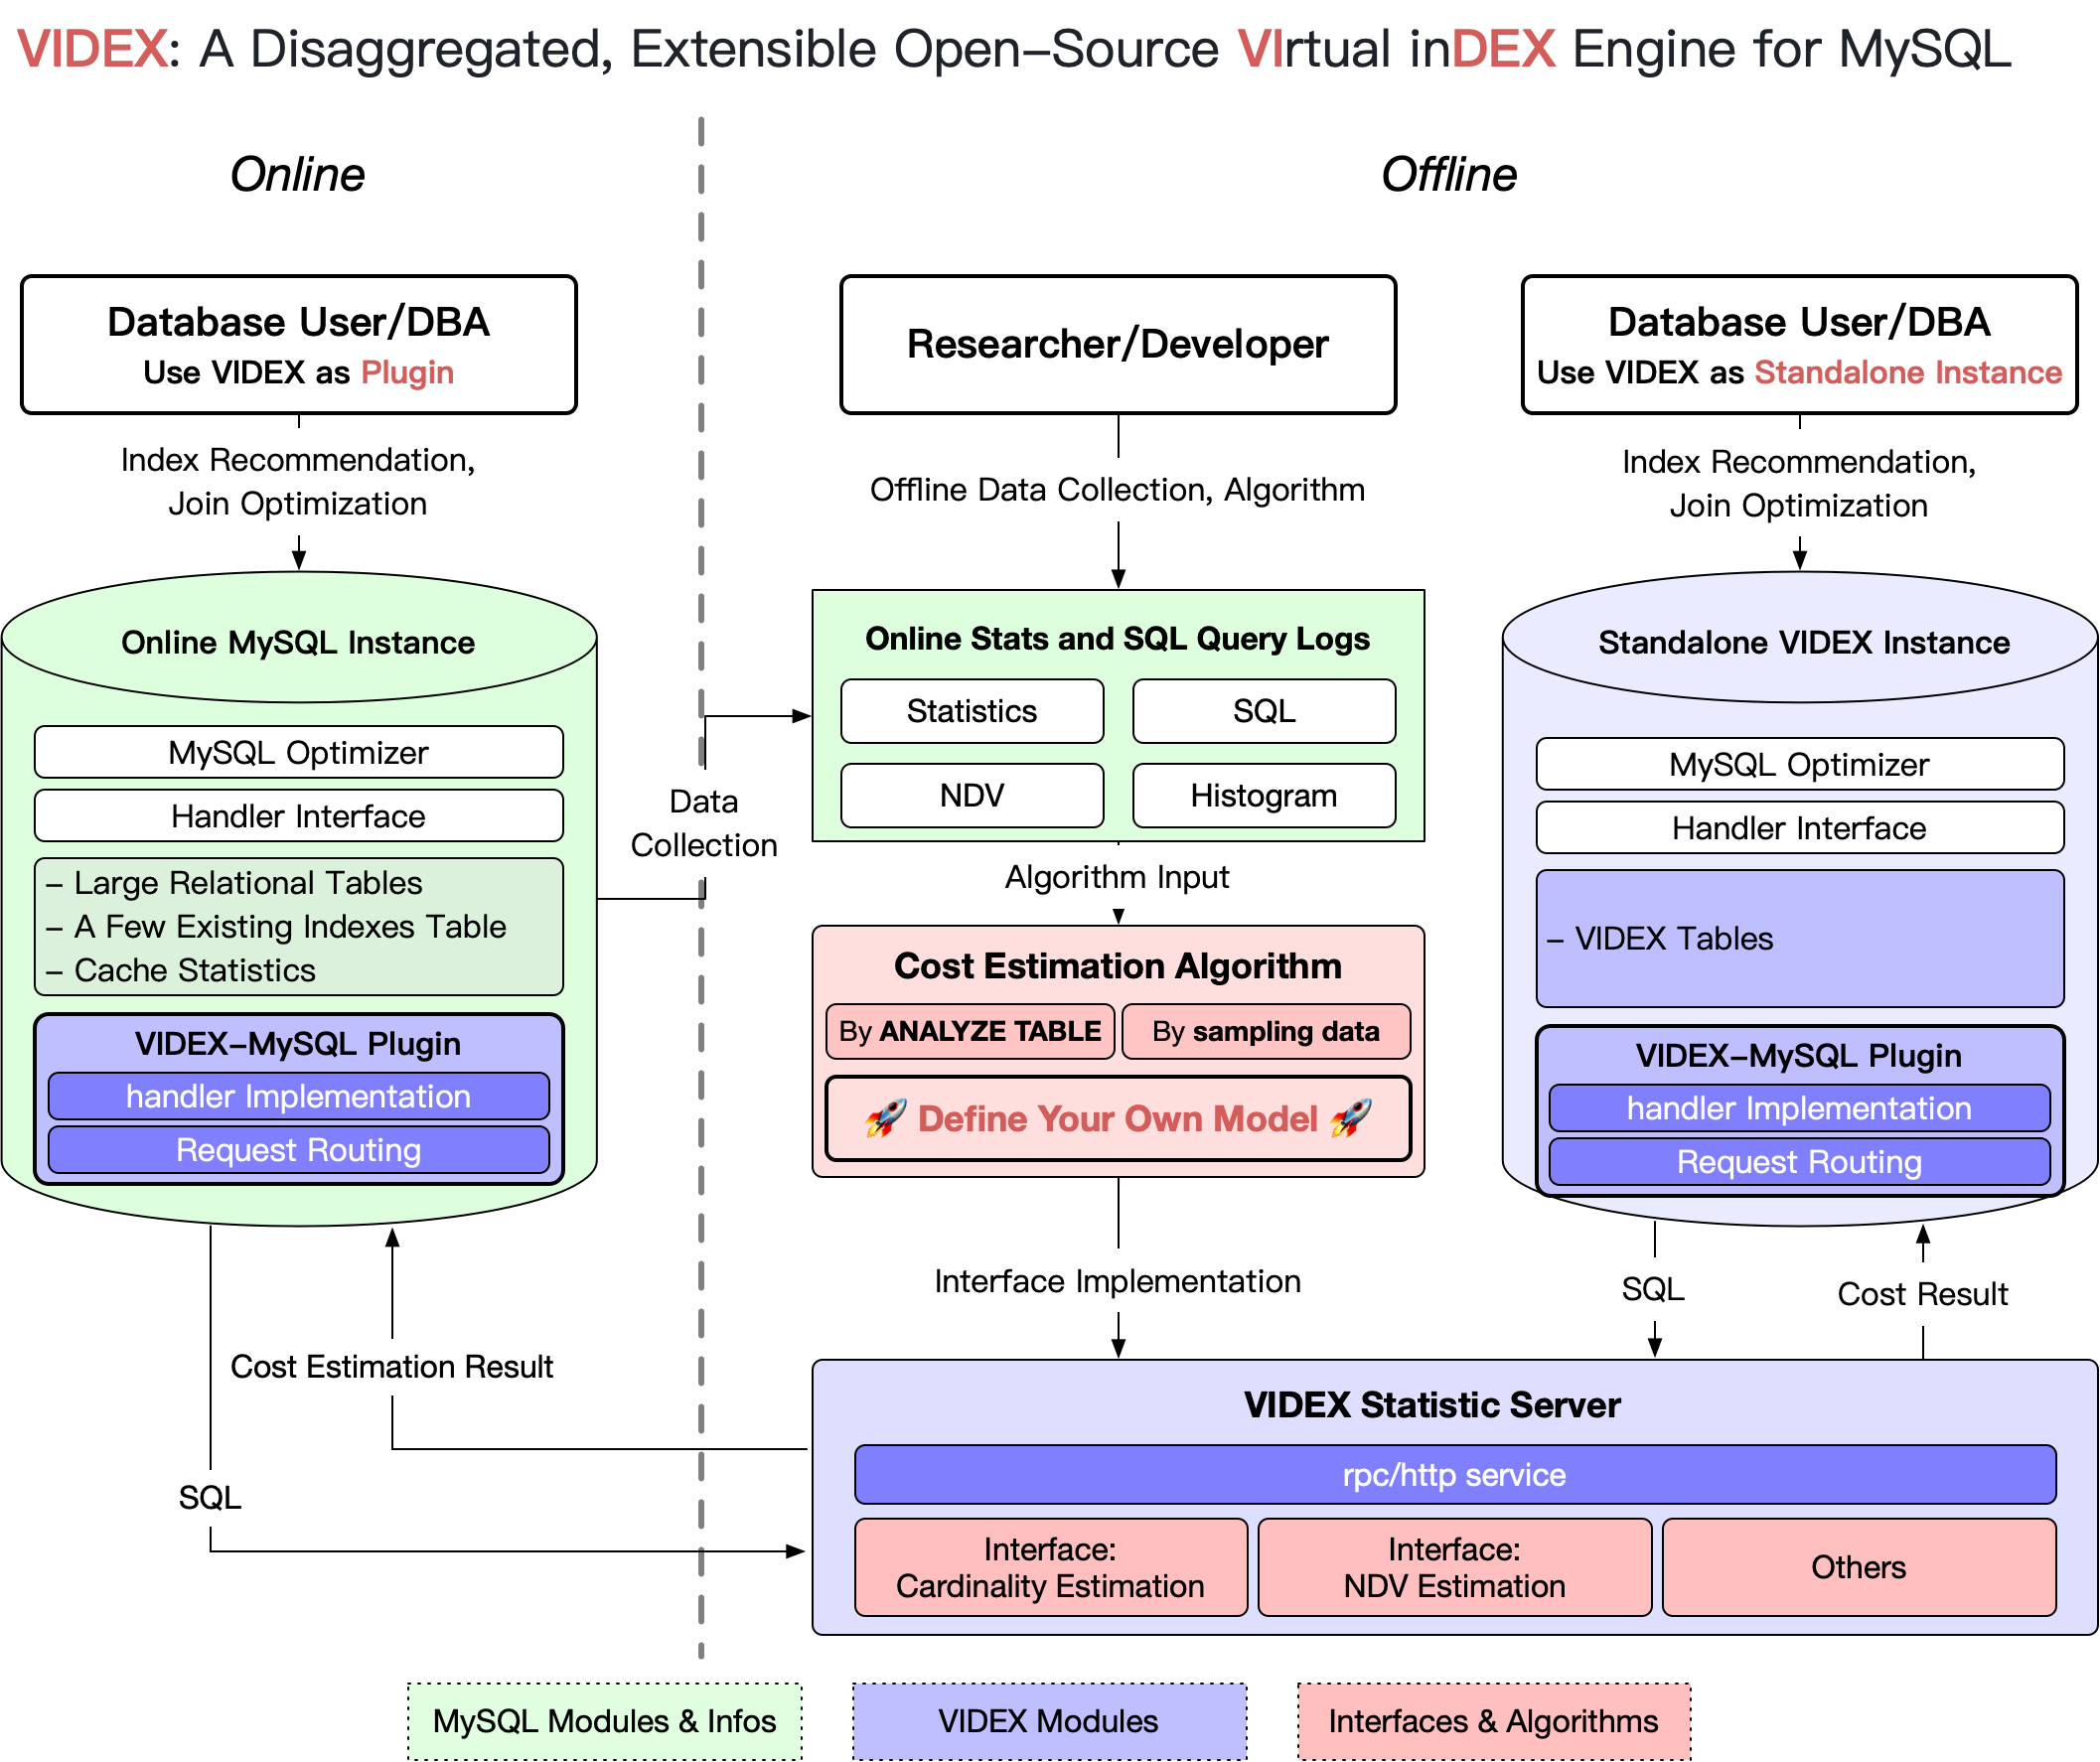 VIDEX: A Disaggregated, Extensible Open–Source VIrtual inDEX Engine for MySQL
Online
Offline
Database User/DBA
Use VIDEX as Plugin
Index Recommendation,
Join Optimization
Online MySQL Instance
MySQL Optimizer
Handler Interface
– Large Relational Tables
– A Few Existing Indexes Table
– Cache Statistics
VIDEX–MySQL Plugin
handler Implementation
Request Routing
Data
Collection
Cost Estimation Result
SQL
Researcher/Developer
Offline Data Collection, Algorithm
Online Stats and SQL Query Logs
Statistics
SQL
NDV
Histogram
Algorithm Input
Cost Estimation Algorithm
By ANALYZE TABLE
By sampling data
🚀 Define Your Own Model 🚀
Interface Implementation
Database User/DBA
Use VIDEX as Standalone Instance
Index Recommendation,
Join Optimization
Standalone VIDEX Instance
MySQL Optimizer
Handler Interface
– VIDEX Tables
VIDEX–MySQL Plugin
handler Implementation
Request Routing
SQL
Cost Result
VIDEX Statistic Server
rpc/http service
Interface:
Cardinality Estimation
Interface:
NDV Estimation
Others
MySQL Modules & Infos
VIDEX Modules
Interfaces & Algorithms